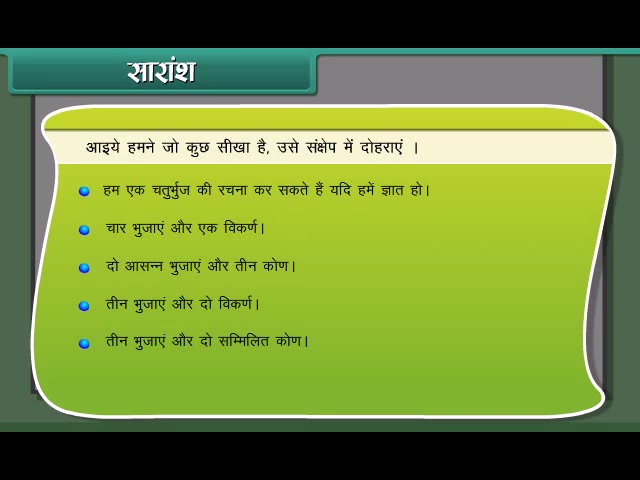 सारांश
आइये हमने जो कुछ सीखा है, उसे संक्षेप में दोहराएं ।
हम एक चतुर्भुज की रचना कर सकते हैं यदि हमें ज्ञात हो।
चार भुजाएं और एक विकर्ण।
दो आसन्न भुजाएं और तीन कोण।
तीन भुजाएं और दो विकर्ण।
तीन भुजाएं और दो सम्मिलित कोण।